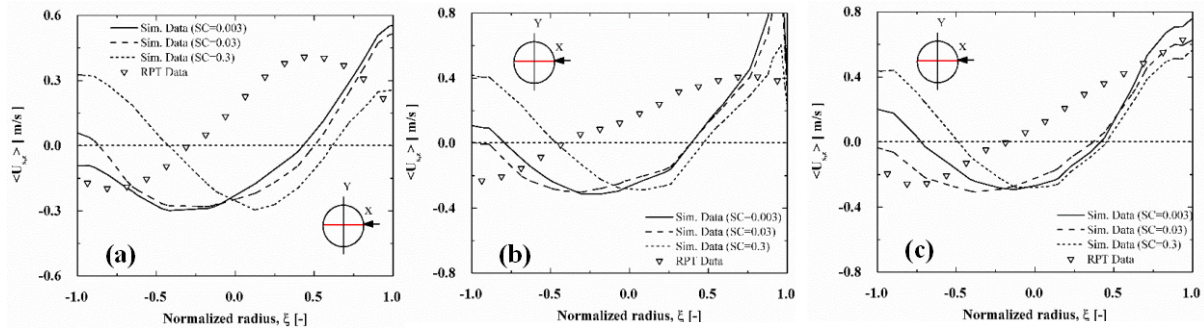 0.6
0.3
0.0
-0.3
-0.6
<U s,z > [ m/s
Sim. Data (SC=0.003)
Sim. Data (SC=0.03)
Sim. Data (SC=0.3)
RPT Data
Y
X
(a)
-1.0 -0.5 0.0 0.5 1.0
Normalized radius, ξ [-]
0.8
0.4
0.0
-0.4
-0.8
] m/s
Y
X
Sim. Data (SC=0.003)
Sim. Data (SC=0.03)
Sim. Data (SC=0.3)
RPT Data
(b)
-1.0 -0.5 0.0 0.5 1.0
Normalized radius, ξ [-]
0.8
0.4
0.0
-0.4
-0.8
] m/s
Y
X
Sim. Data (SC=0.003)
Sim. Data (SC=0.03)
Sim. Data (SC=0.3)
RPT Data
(c)
-1.0 -0.5 0.0 0.5 1.0
Normalized radius, ξ [-]